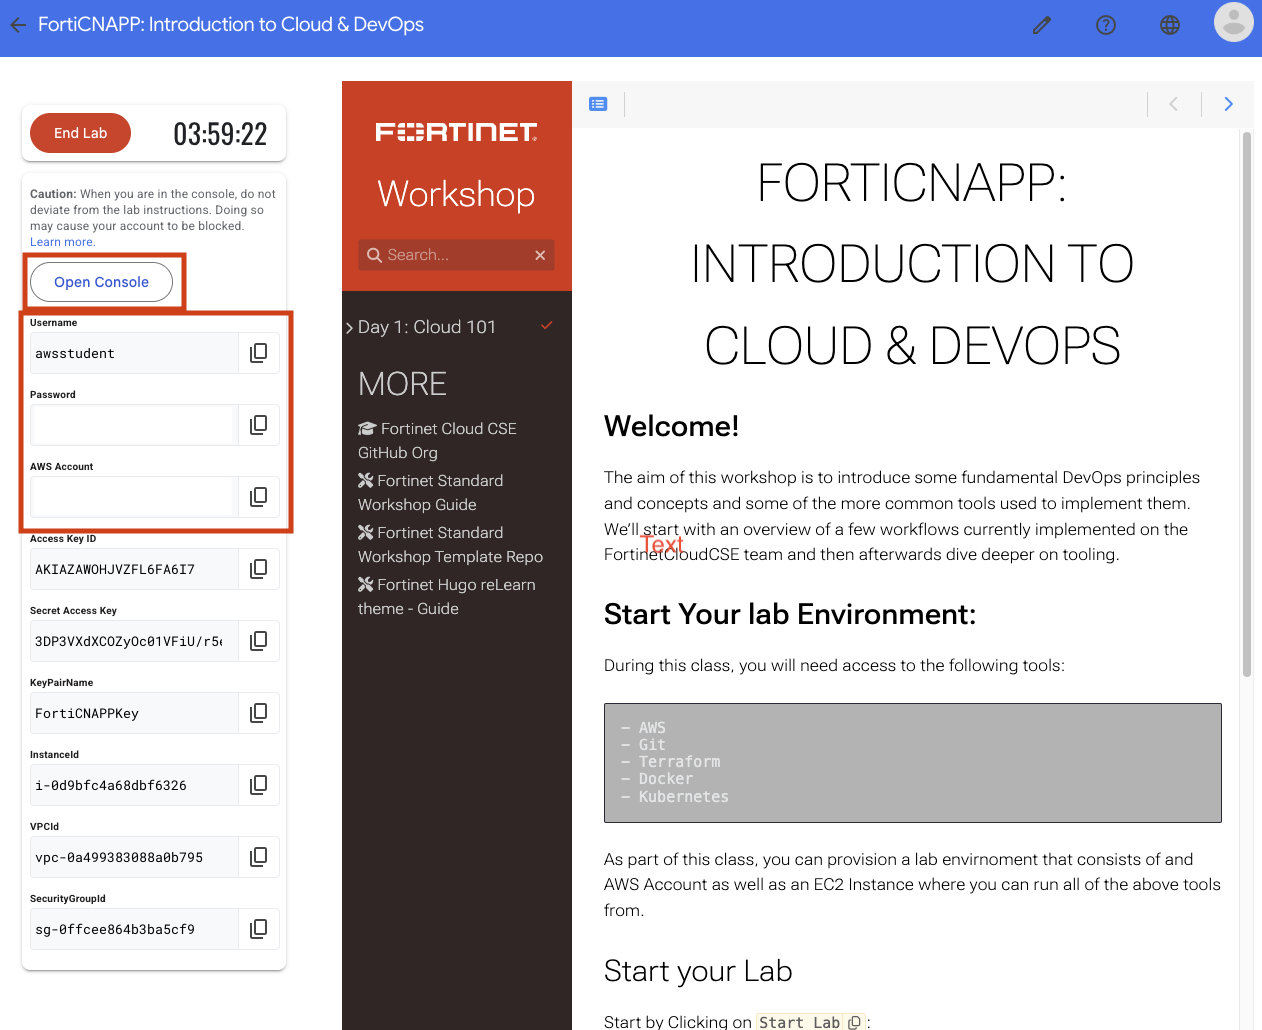 FortiCNAPP: Introduction to Cloud & DevOps
End Lab
03:59:22
Caution: When you are in the console, do not
deviate from the lab instructions. Doing so
may cause your account to be blocked.
Learn more.
Open Console
Username
awsstudent
Password
AWS Account
Access Key ID
AKIAZAWOHJVZFL6FA6I7
Secret Access Key
3DP3VXdXCOZyOc01VFiU/r5
KeyPairName
FortiCNAPPKey
InstanceId
i-0d9bfc4a68dbf6326
VPCId
vpc-0a499383088a0b795
SecurityGroupId
sg-0ffcee864b3ba5cf9
FORTINET
Workshop
Search...
Day 1: Cloud 101
MORE
Fortinet Cloud CSE
GitHub Org
Fortinet Standard
Workshop Guide
Fortinet Standard
Workshop Template Repo
Fortinet Hugo reLearn
theme - Guide
FORTICNAPP:
INTRODUCTION TO
CLOUD & DEVOPS
Welcome!
The aim of this workshop is to introduce some fundamental DevOps principles
and concepts and some of the more common tools used to implement them.
We'll start with an overview of a few workflows currently implemented on the
Text
FortinetCloudCSE team and then afterwards dive deeper on tooling.
Start Your lab Environment:
During this class, you will need access to the following tools:
- AWS
- Git
- Terraform
- Docker
- Kubernetes
As part of this class, you can provision a lab envirnoment that consists of and
AWS Account as well as an EC2 Instance where you can run all of the above tools
from.
Start your Lab
Start by Clicking on Start Lab :